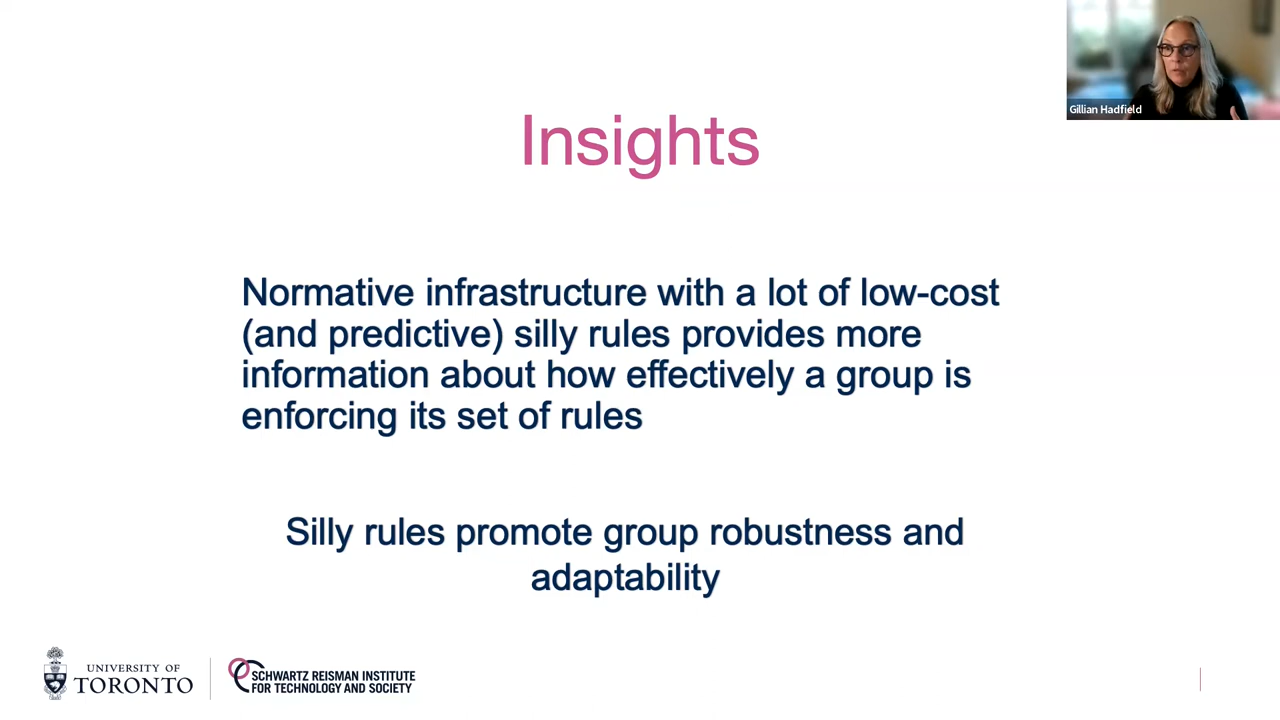 Gillian Hadfield
Insights
Normative infrastructure with a lot of low-cost
(and predictive) silly rules provides more
information about how effectively a group is
enforcing its set of rules
Silly rules promote group robustness and
adaptability
UNIVERSITY OF
TORONTO
SCHWARTZ REISMAN INSTITUTE
FOR TECHNOLOGY AND SOCIETY